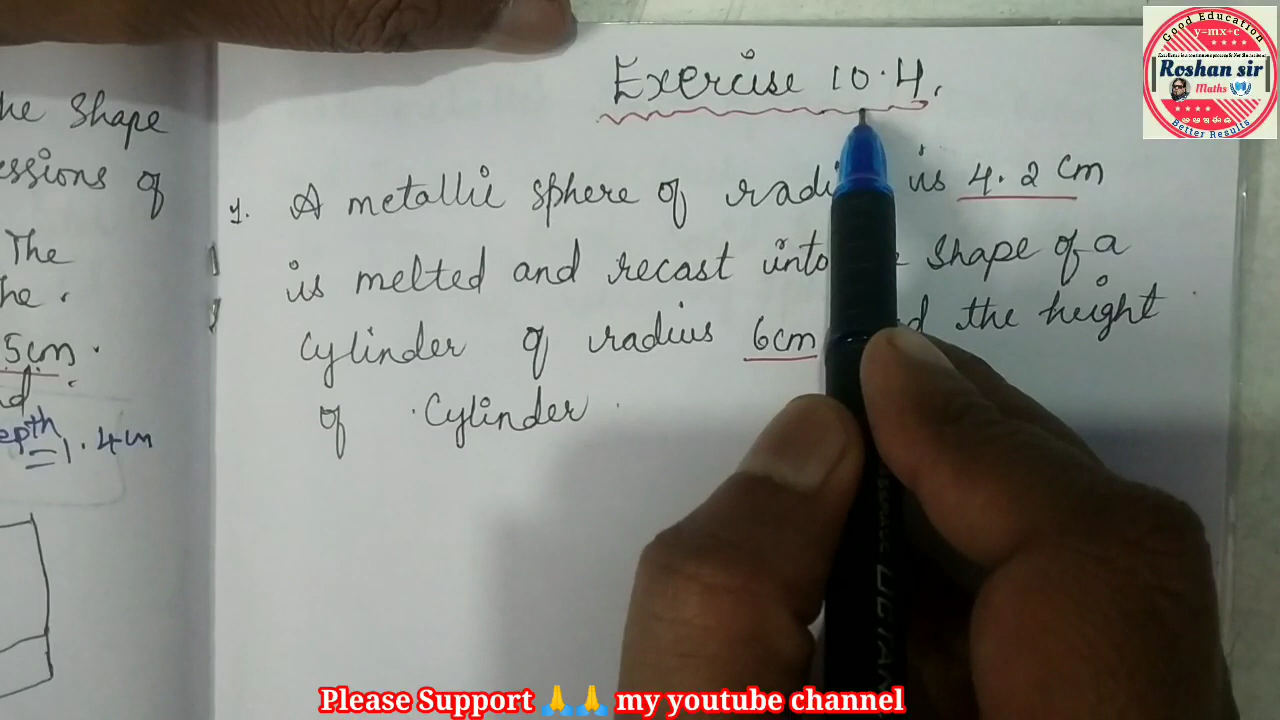 he Shape
essions of
The
he.
5cm.
epth
= 1.4cm
Exercise 10.4.
1. A metallic sphere of radi is 4.2 cm
is melted and recast into shape of a
cylinder of radius 6cm the height
of cylinder
Good Education
y=mx+c
Roshan sir
Maths
Better Results
Please Support 🙏🙏 my youtube channel